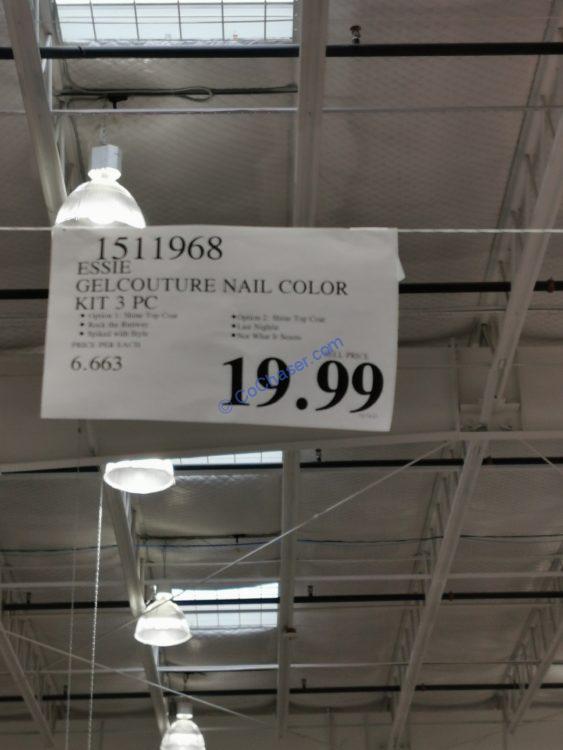 1511968
ESSIE
GELCOUTURE NAIL COLOR
KIT 3 PC
• Option 1: Shine Top Coat
• Rock the Runway
• Spiked with Style
• Option 2: Shine Top Coat
• Last Nightie
• Not What It Seams
PRICE PER EACH
6.663
SELL PRICE
19.99
© CoChaser.com